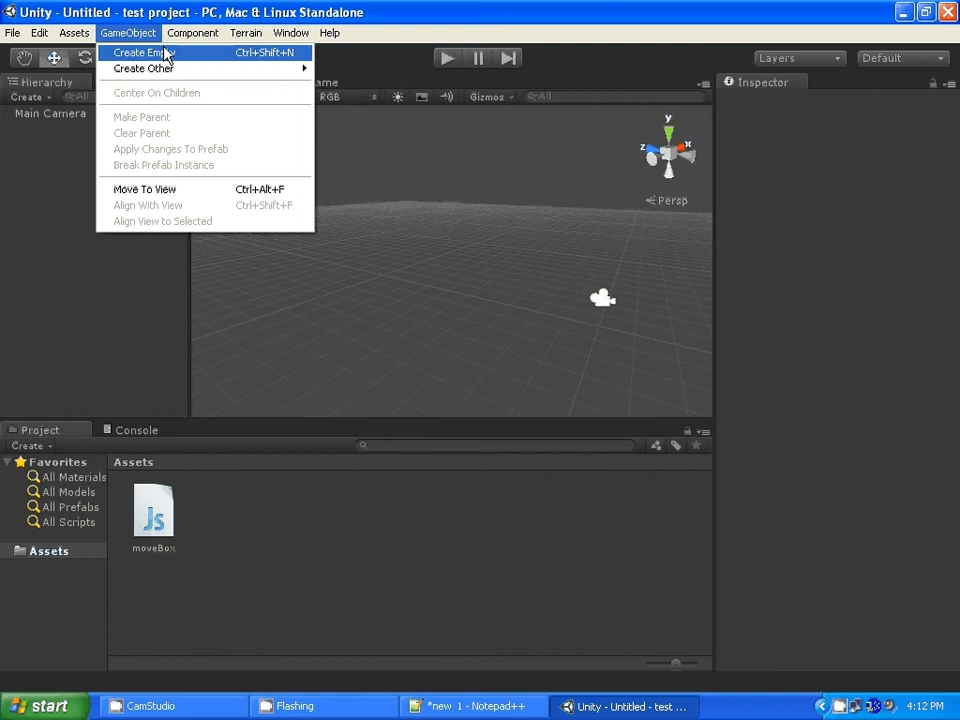 Unity - Untitled - test project - PC, Mac & Linux Standalone
File Edit Assets GameObject Component Terrain Window Help
Create Empty Ctrl+Shift+N
Create Other
Center On Children
Make Parent
Clear Parent
Apply Changes To Prefab
Break Prefab Instance
Move To View Ctrl+Alt+F
Align With View Ctrl+Shift+F
Align View to Selected
Layers Default
Hierarchy
Create
Main Camera
RGB Gizmos All
y
z x
Persp
Inspector
Project Console
Create
Favorites
All Materials
All Models
All Prefabs
All Scripts
Assets
Assets
Js
moveBox
start CamStudio Flashing *new 1 - Notepad++ Unity - Untitled - test ... 4:12 PM